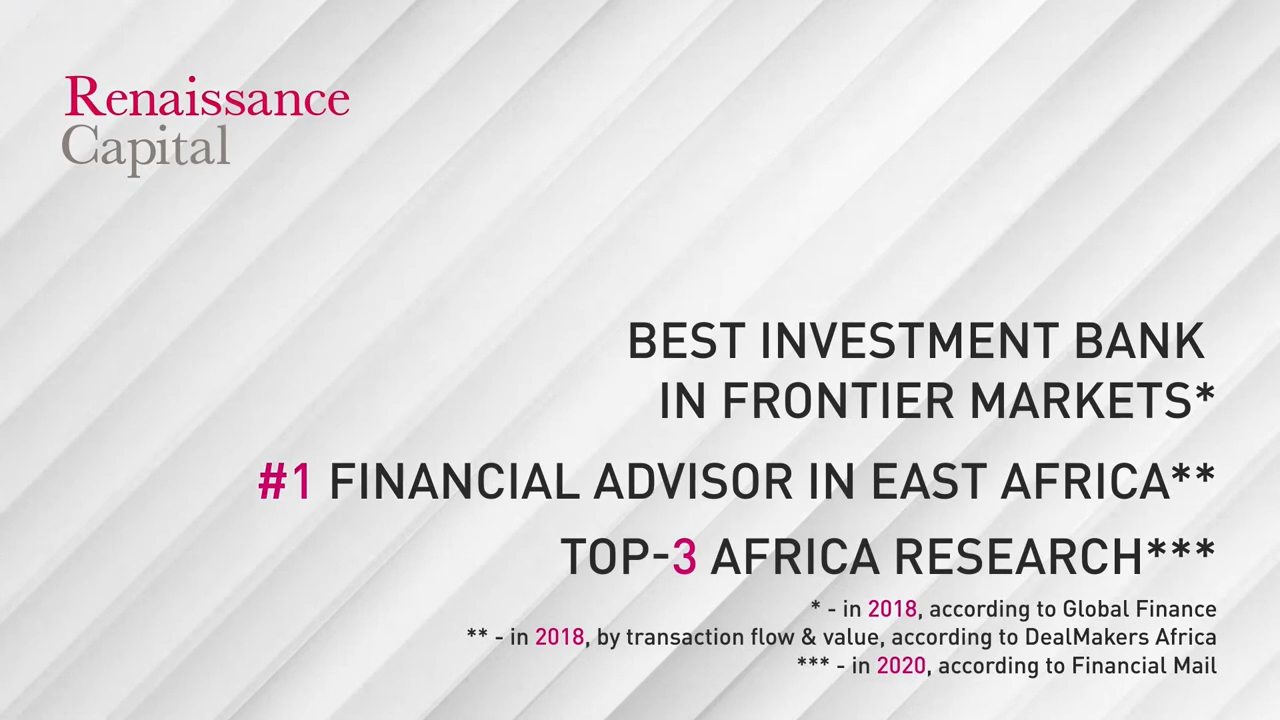 Renaissance
Capital
BEST INVESTMENT BANK
IN FRONTIER MARKETS*
#1 FINANCIAL ADVISOR IN EAST AFRICA**
TOP-3 AFRICA RESEARCH***
* - in 2018, according to Global Finance
** - in 2018, by transaction flow & value, according to DealMakers Africa
*** - in 2020, according to Financial Mail